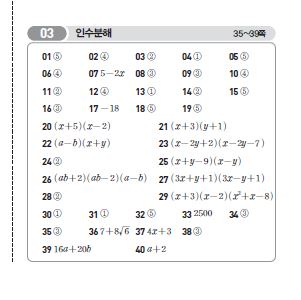 03 인수분해 35~39쪽
01 ⑤ 02 ④ 03 ② 04 ① 05 ⑤
06 ④ 07 5-2x 08 ③ 09 ③ 10 ④
11 ② 12 ④ 13 ① 14 ② 15 ⑤
16 ③ 17 -18 18 ⑤ 19 ⑤
20 (x+5)(x-2) 21 (x+3)(y+1)
22 (a-b)(x+y) 23 (x-2y+2)(x-2y-7)
24 ② 25 (x+y-9)(x-y)
26 (ab+2)(ab-2)(a-b) 27 (3x+y+1)(3x-y+1)
28 ② 29 (x+3)(x-2)(x²+x-8)
30 ① 31 ① 32 ⑤ 33 2500 34 ③
35 ③ 36 7+8√6 37 4x+3 38 ③
39 16a+20b 40 a+2